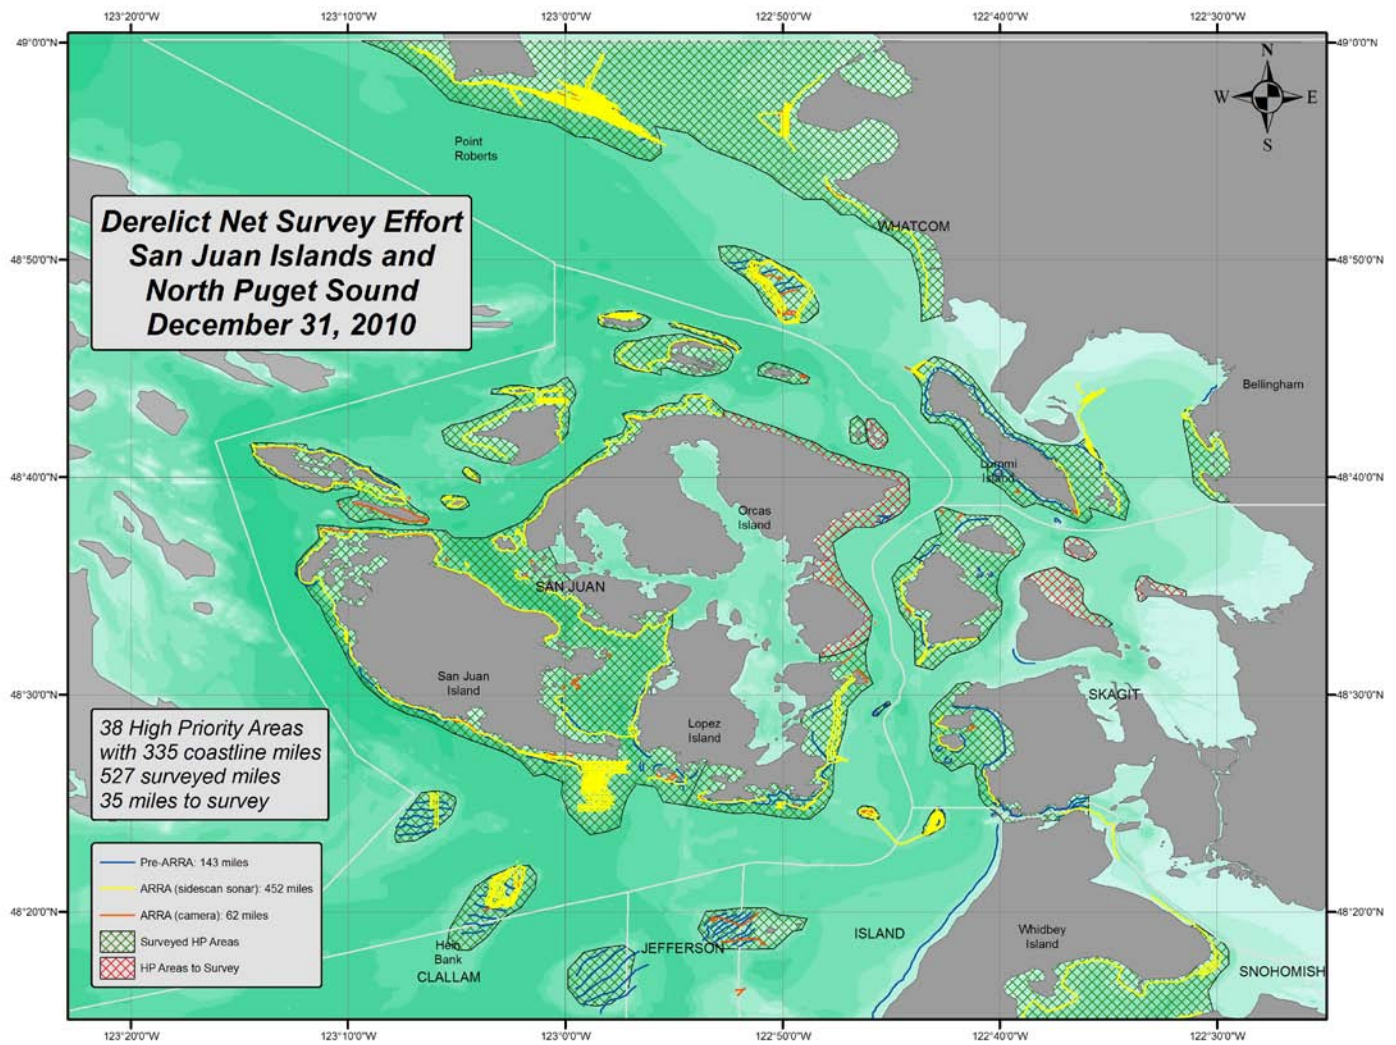 123°20'0"W
123°10'0"W
123°0'0"W
122°50'0"W
122°40'0"W
122°30'0"W
49°0'0"N
49°0'0"N
N
W
E
S
Point
Roberts
Derelict Net Survey Effort
San Juan Islands and
North Puget Sound
December 31, 2010
WHATCOM
48°50'0"N
48°50'0"N
Bellingham
Lummi
Island
48°40'0"N
48°40'0"N
Orcas
Island
SAN JUAN
San Juan
Island
SKAGIT
48°30'0"N
48°30'0"N
Lopez
Island
38 High Priority Areas
with 335 coastline miles
527 surveyed miles
35 miles to survey
Pre-ARRA: 143 miles
ARRA (sidescan sonar): 452 miles
ARRA (camera): 62 miles
Surveyed HP Areas
HP Areas to Survey
48°20'0"N
48°20'0"N
Hein
Bank
CLALLAM
JEFFERSON
ISLAND
Whidbey
Island
SNOHOMISH
123°20'0"W
123°10'0"W
123°0'0"W
122°50'0"W
122°40'0"W
122°30'0"W